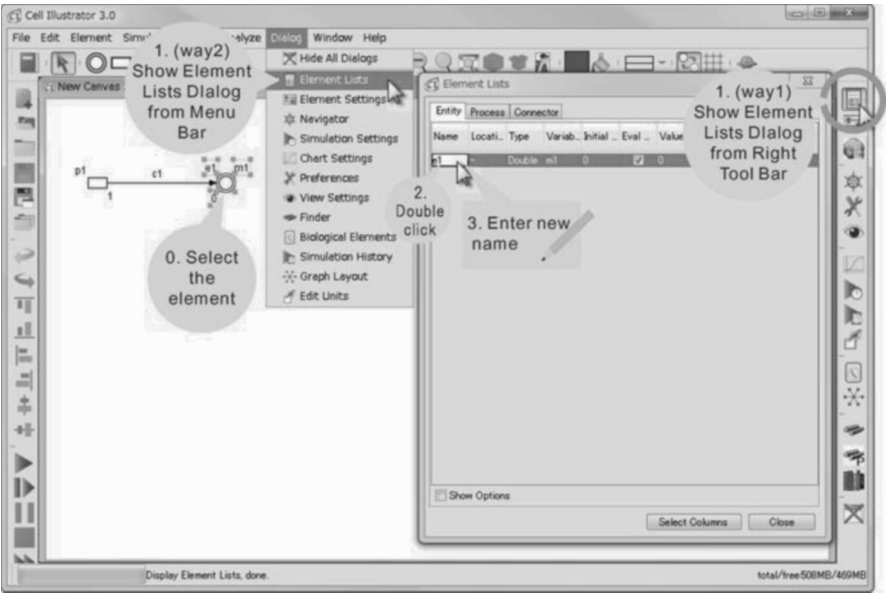 Cell Illustrator 3.0
File Edit Element Dialog Window Help
New Canvas
1. (way2)
Show Element
Lists DIalog
from Menu
Bar
Hide All Dialogs
Element Lists
Element Settings
Navigator
Simulation Settings
Chart Settings
Preferences
View Settings
Finder
Biological Elements
Simulation History
Graph Layout
Edit Units
p1
c1
1
e1
m1
0
0. Select
the
element
Element Lists
Entity Process Connector
Name Locati.. Type Variab.. Initial .. Eval .. Value
e1 - Double m1 0 0
2.
Double
click
3. Enter new
name
1. (way1)
Show Element
Lists DIalog
from Right
Tool Bar
Show Options
Select Columns Close
Display Element Lists, done.
total/free:508MB/469MB